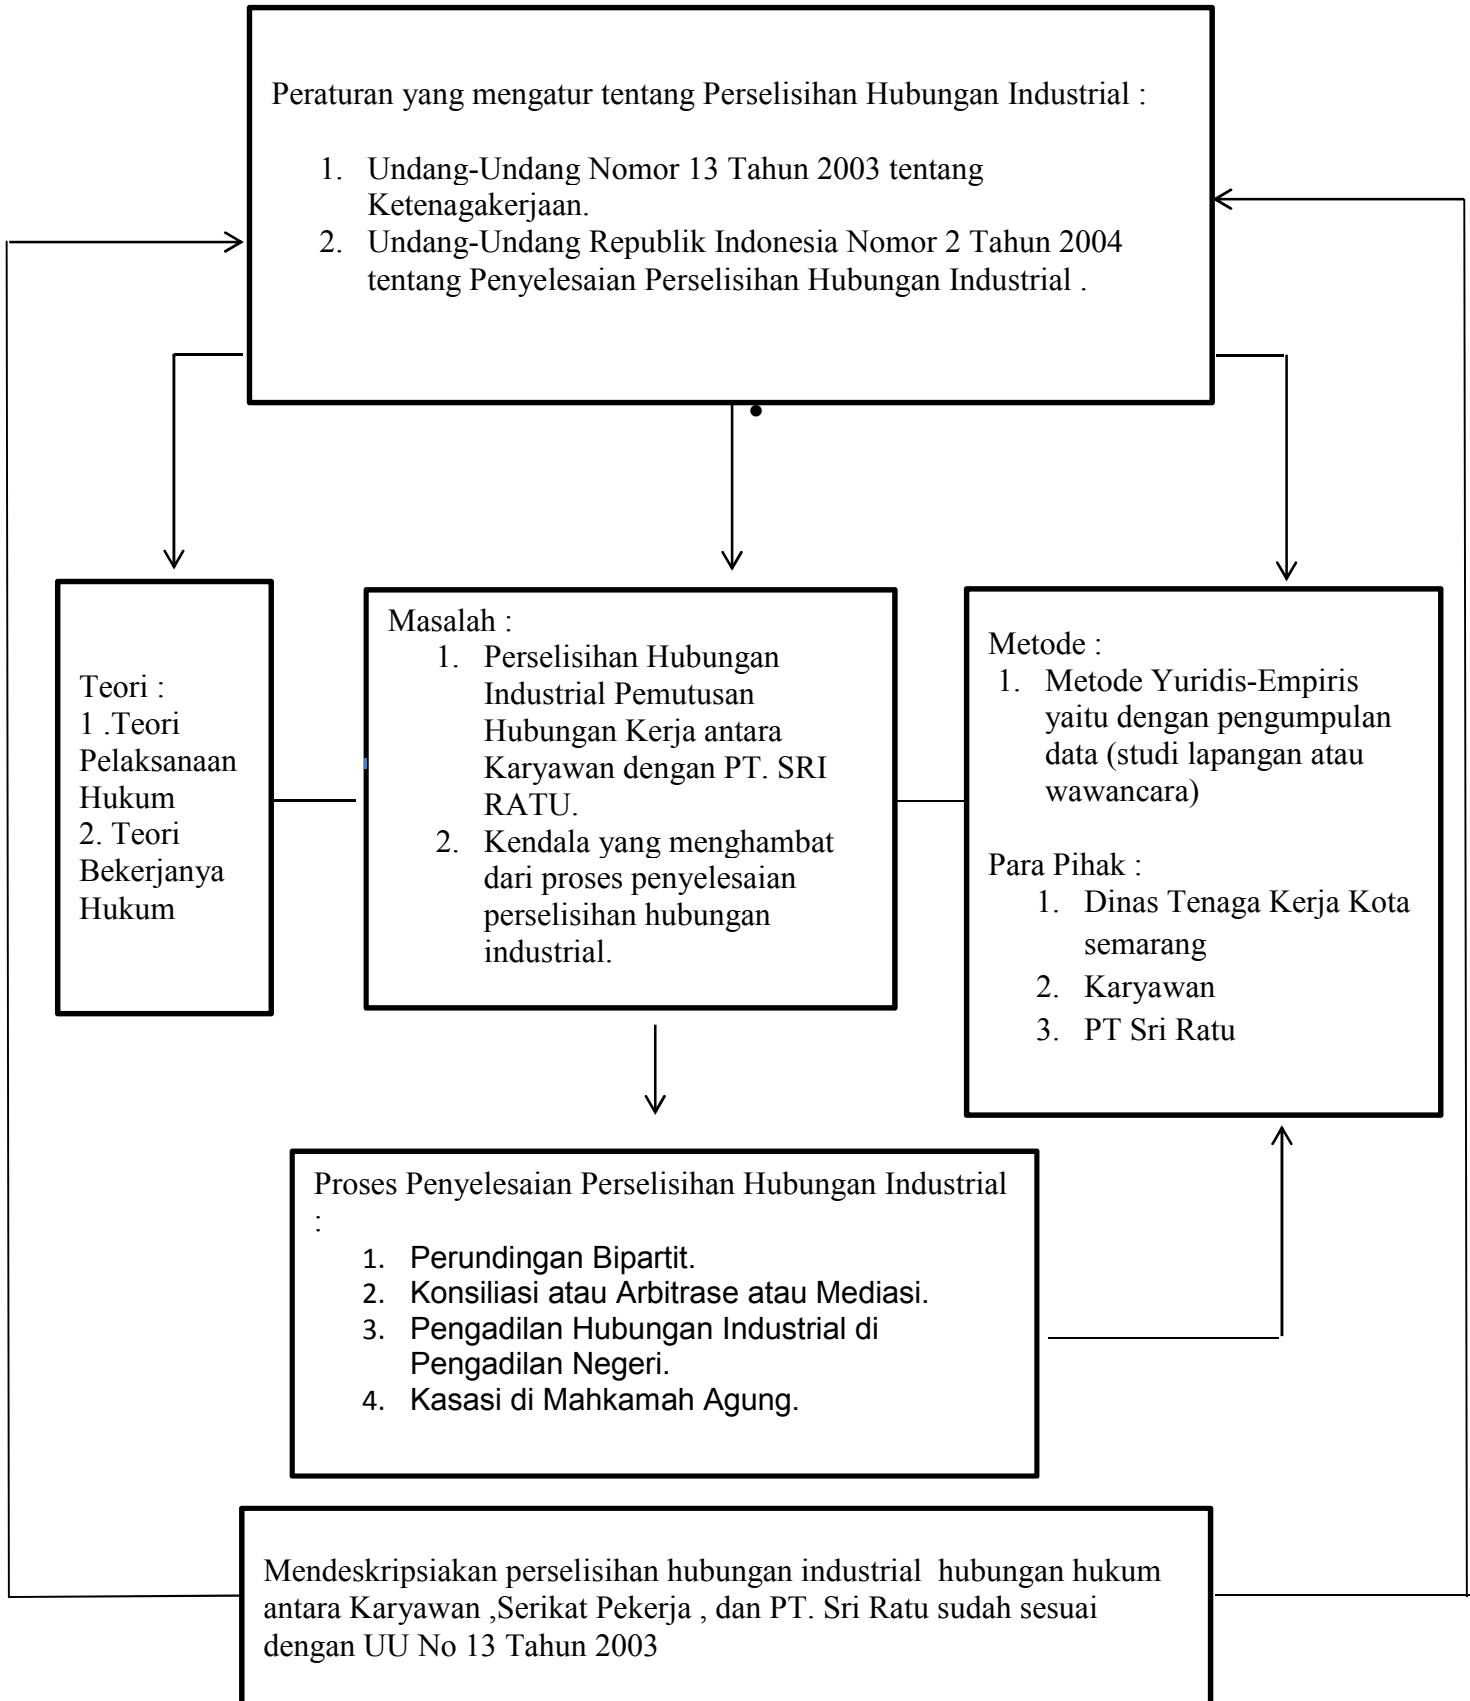 Peraturan yang mengatur tentang Perselisihan Hubungan Industrial :
1. Undang-Undang Nomor 13 Tahun 2003 tentang
Ketenagakerjaan.
2. Undang-Undang Republik Indonesia Nomor 2 Tahun 2004
tentang Penyelesaian Perselisihan Hubungan Industrial .
Teori :
1 .Teori
Pelaksanaan
Hukum
2. Teori
Bekerjanya
Hukum
Masalah :
1. Perselisihan Hubungan
Industrial Pemutusan
Hubungan Kerja antara
Karyawan dengan PT. SRI
RATU.
2. Kendala yang menghambat
dari proses penyelesaian
perselisihan hubungan
industrial.
Metode :
1. Metode Yuridis-Empiris
yaitu dengan pengumpulan
data (studi lapangan atau
wawancara)
Para Pihak :
1. Dinas Tenaga Kerja Kota
semarang
2. Karyawan
3. PT Sri Ratu
Proses Penyelesaian Perselisihan Hubungan Industrial
:
1. Perundingan Bipartit.
2. Konsiliasi atau Arbitrase atau Mediasi.
3. Pengadilan Hubungan Industrial di
Pengadilan Negeri.
4. Kasasi di Mahkamah Agung.
Mendeskripsiakan perselisihan hubungan industrial  hubungan hukum
antara Karyawan ,Serikat Pekerja , dan PT. Sri Ratu sudah sesuai
dengan UU No 13 Tahun 2003